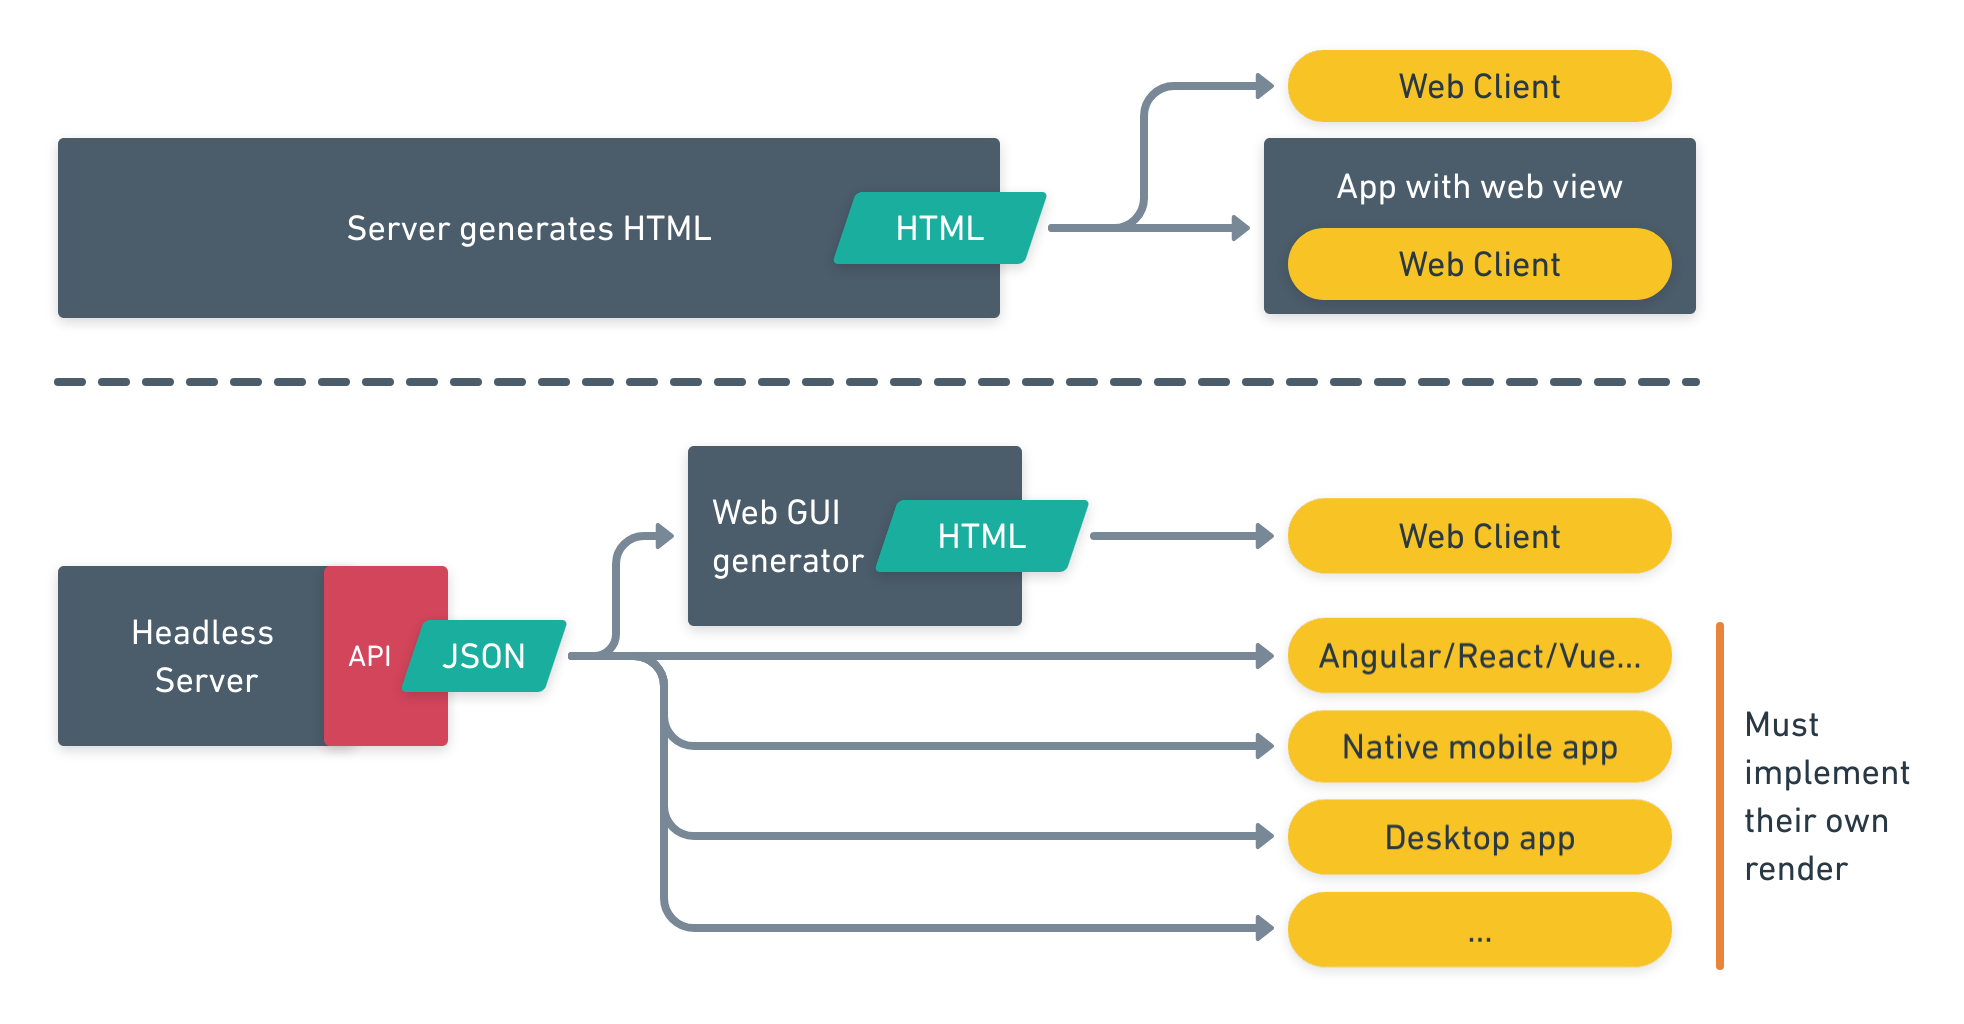 Web Client
Server generates HTML
HTML
App with web view
Web Client
Web GUI
generator
HTML
Web Client
Headless
Server
API
JSON
Angular/React/Vue...
Native mobile app
Desktop app
...
Must
implement
their own
render